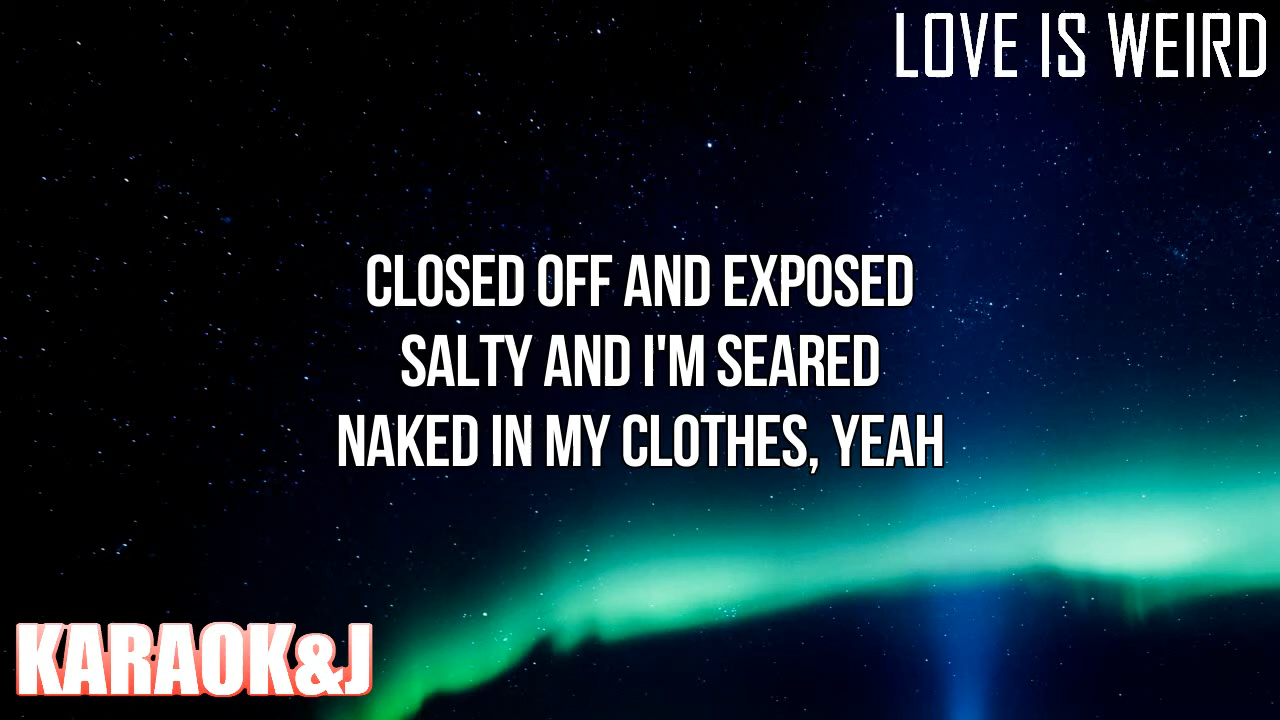 LOVE IS WEIRD
CLOSED OFF AND EXPOSED
SALTY AND I'M SEARED
NAKED IN MY CLOTHES, YEAH
KARAOK&J